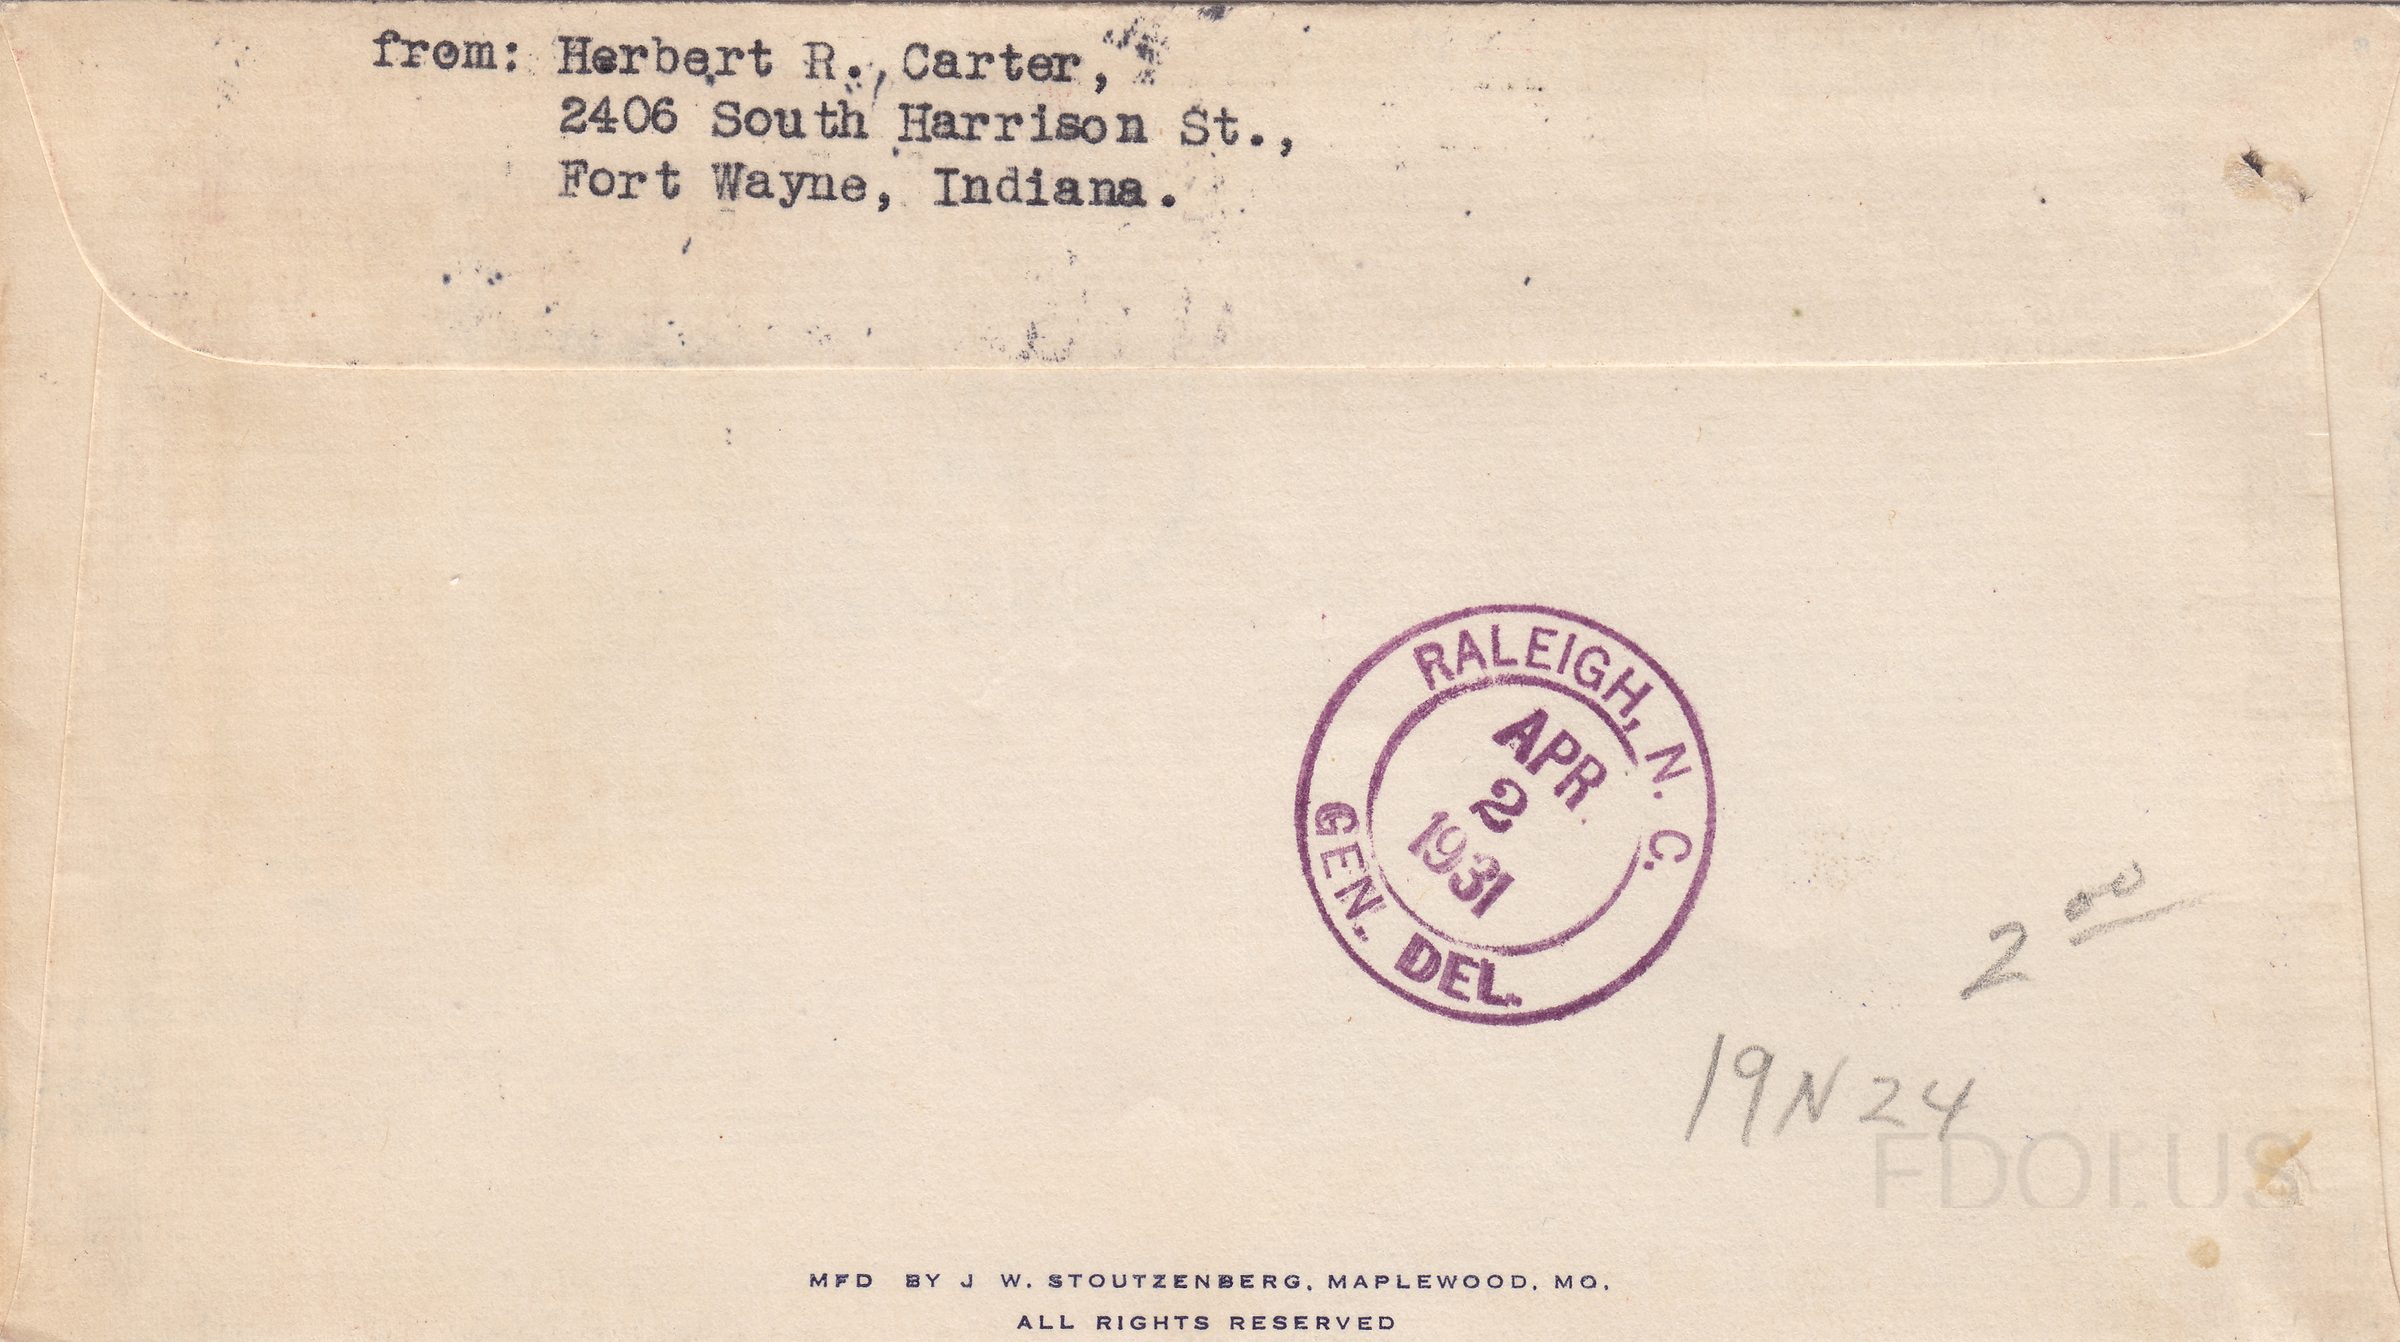 from: Herbert R. Carter,
2406 South Harrison St.,
Fort Wayne, Indiana.
RALEIGH, N. C.
APR
2
1931
GEN. DEL.
2 00
19N24
FDOI.US
MFD BY J W. STOUTZENBERG, MAPLEWOOD, MO.
ALL RIGHTS RESERVED